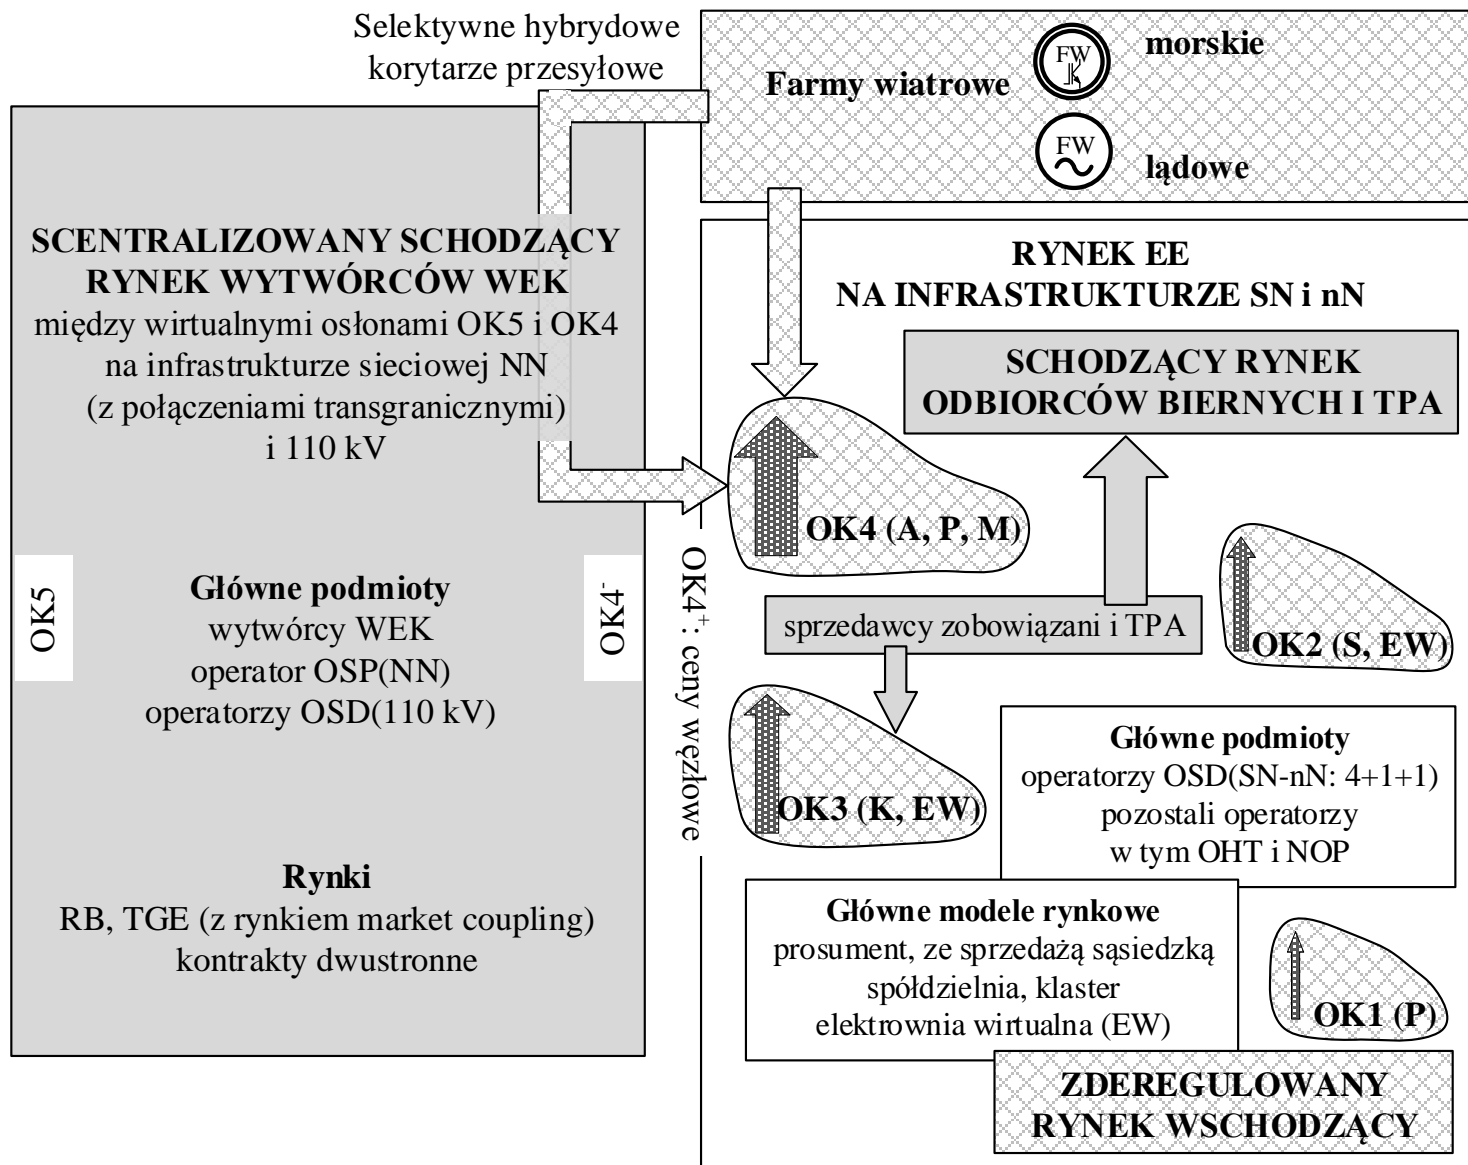 Selektywne hybrydowe
korytarze przesyłowe
Farmy wiatrowe
FW
morskie
FW
lądowe
SCENTRALIZOWANY SCHODZĄCY
RYNEK WYTWÓRCÓW WEK
między wirtualnymi osłonami OK5 i OK4
na infrastrukturze sieciowej NN
(z połączeniami transgranicznymi)
i 110 kV
OK5
OK4⁻
Główne podmioty
wytwórcy WEK
operator OSP(NN)
operatorzy OSD(110 kV)
Rynki
RB, TGE (z rynkiem market coupling)
kontrakty dwustronne
OK4⁺: ceny węzłowe
RYNEK EE
NA INFRASTRUKTURZE SN i nN
SCHODZĄCY RYNEK
ODBIORCÓW BIERNYCH I TPA
OK4 (A, P, M)
OK2 (S, EW)
sprzedawcy zobowiązani i TPA
OK3 (K, EW)
Główne podmioty
operatorzy OSD(SN-nN: 4+1+1)
pozostali operatorzy
w tym OHT i NOP
Główne modele rynkowe
prosument, ze sprzedażą sąsiedzką
spółdzielnia, klaster
elektrownia wirtualna (EW)
OK1 (P)
ZDEREGULOWANY
RYNEK WSCHODZĄCY